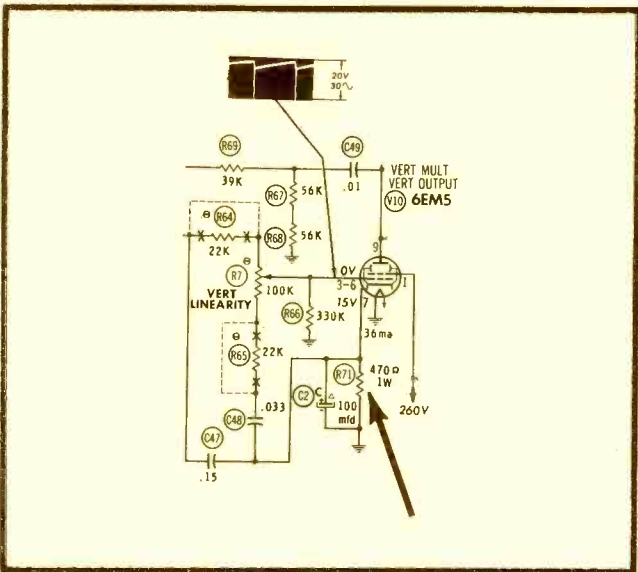 20V
30∿
R69
39K
C49
.01
VERT MULT
VERT OUTPUT
V10 6EM5
R67
56K
R68
56K
⊖ R64
22K
9
⊖
R7
100K
VERT
LINEARITY
0V
3-6
1
15V 7
R66
330K
36ma
⊖
R65
22K
R71
470Ω
1W
C2 C
100
mfd
260V
C48
.033
C47
.15